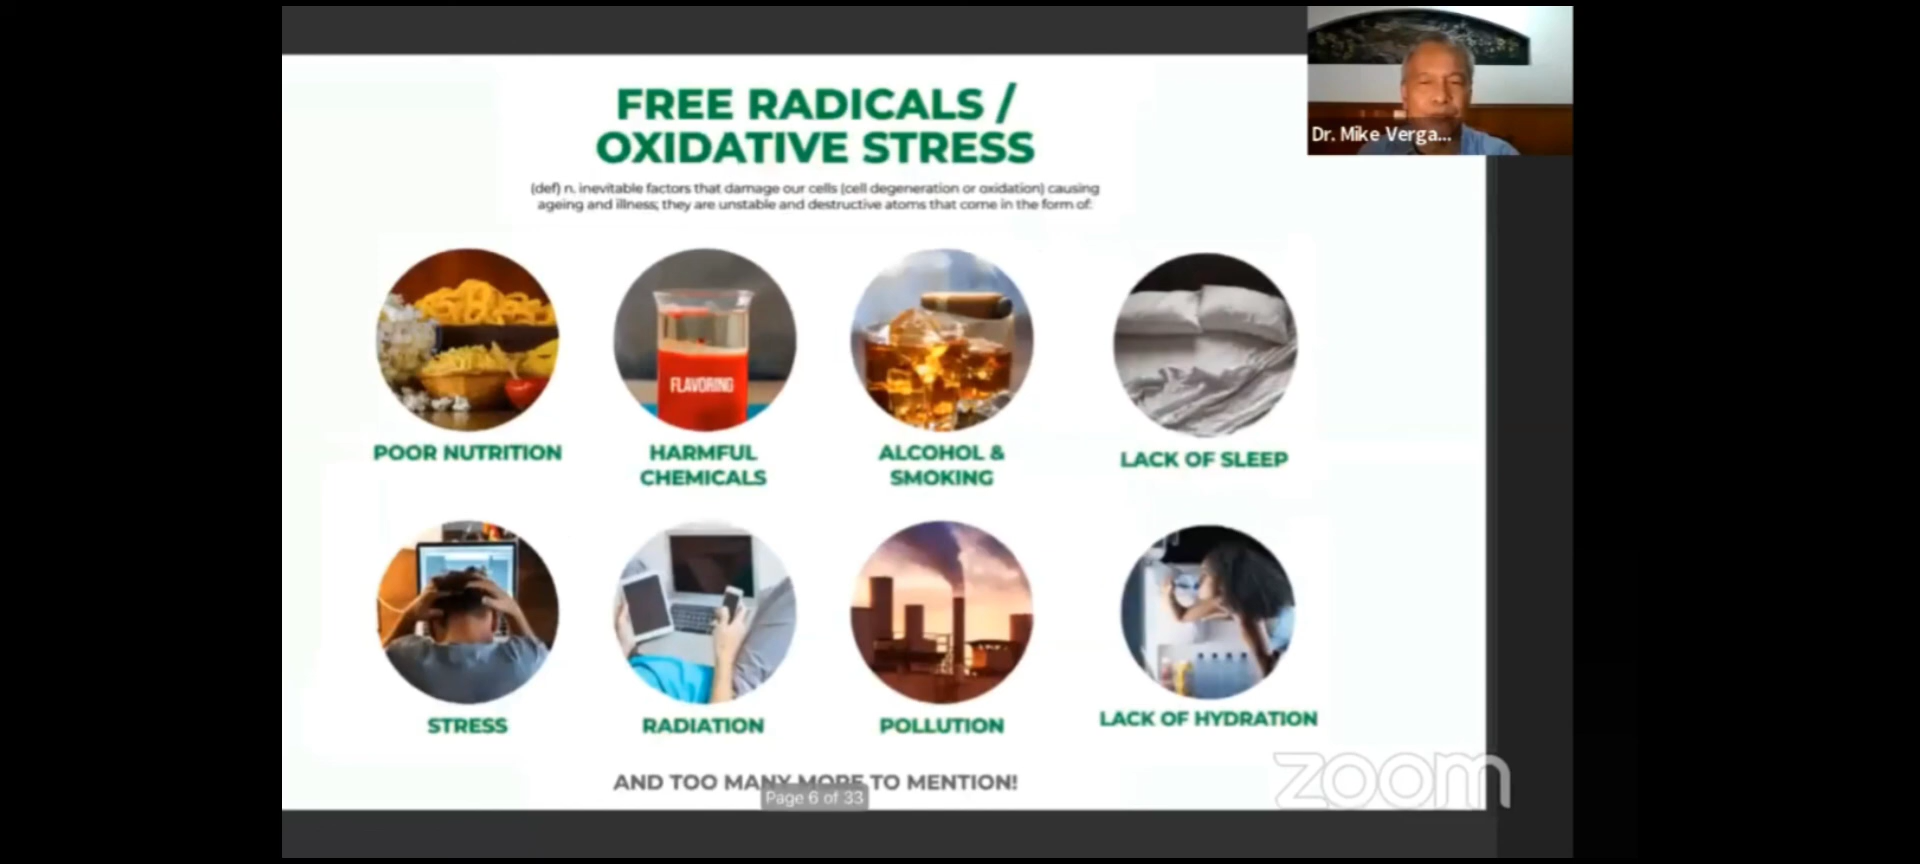 FREE RADICALS /
OXIDATIVE STRESS
(def) n. inevitable factors that damage our cells (cell degeneration or oxidation) causing
ageing and illness; they are unstable and destructive atoms that come in the form of:
Dr. Mike Verga...
FLAVORING
POOR NUTRITION
HARMFUL
CHEMICALS
ALCOHOL &
SMOKING
LACK OF SLEEP
STRESS
RADIATION
POLLUTION
LACK OF HYDRATION
AND TOO MANY MORE TO MENTION!
Page 6 of 33
zoom